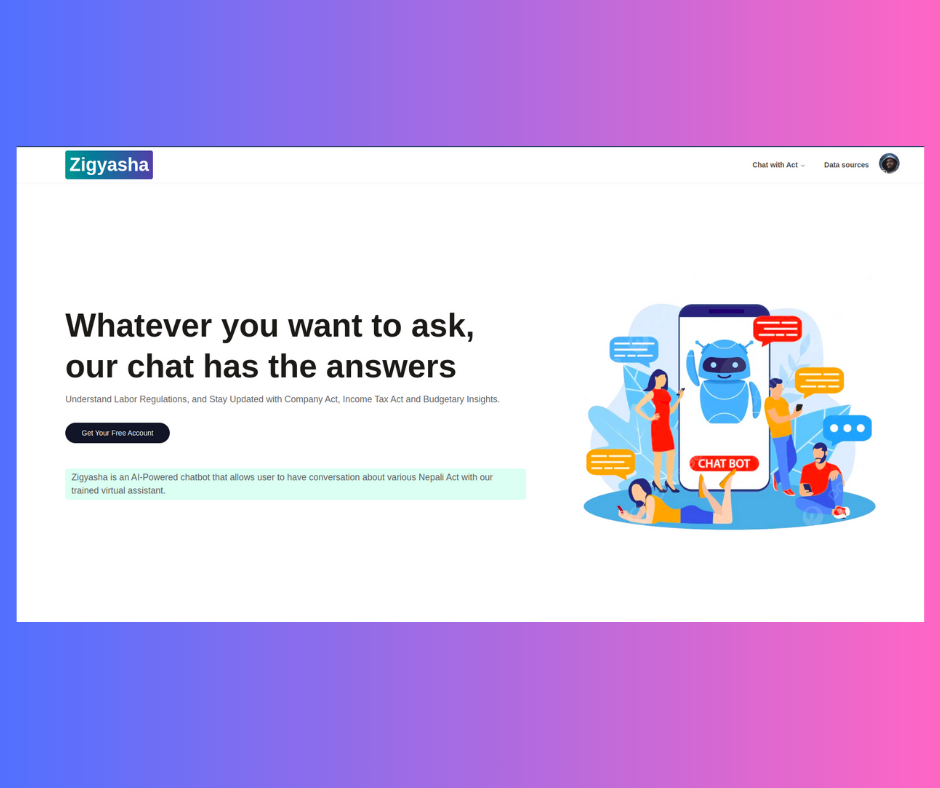 Zigyasha
Chat with Act
Data sources
Whatever you want to ask,
our chat has the answers
Understand Labor Regulations, and Stay Updated with Company Act, Income Tax Act and Budgetary Insights.
Get Your Free Account
Zigyasha is an AI-Powered chatbot that allows user to have conversation about various Nepali Act with our
trained virtual assistant.
CHAT BOT